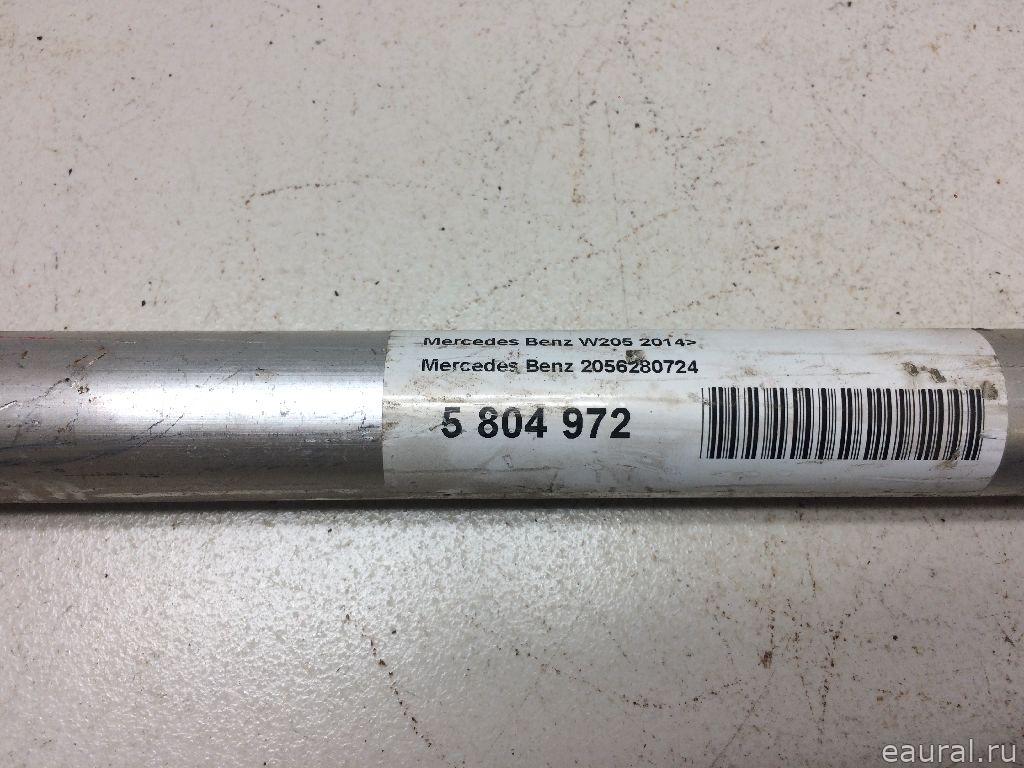 Mercedes Benz W205 2014>
Mercedes Benz 2056280724
5 804 972
eaural.ru